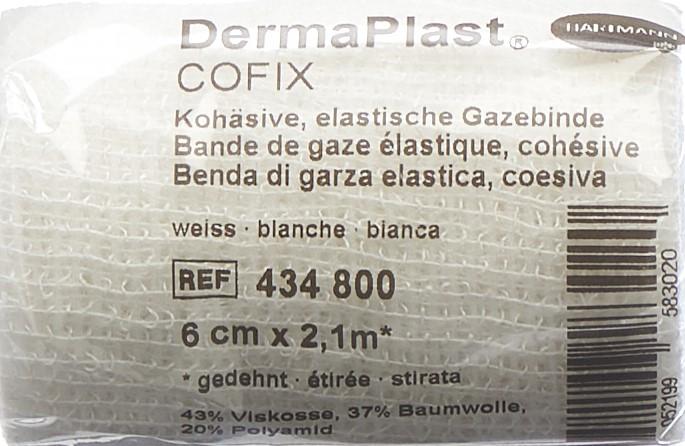 DermaPlast®
HARTMANN
COFIX
Kohäsive, elastische Gazebinde
Bande de gaze élastique, cohésive
Benda di garza elastica, coesiva
weiss · blanche · bianca
REF 434 800
6 cm x 2,1m*
* gedehnt · étirée · stirata
43% Viskosse, 37% Baumwolle,
20% Polyamid
583020
052199